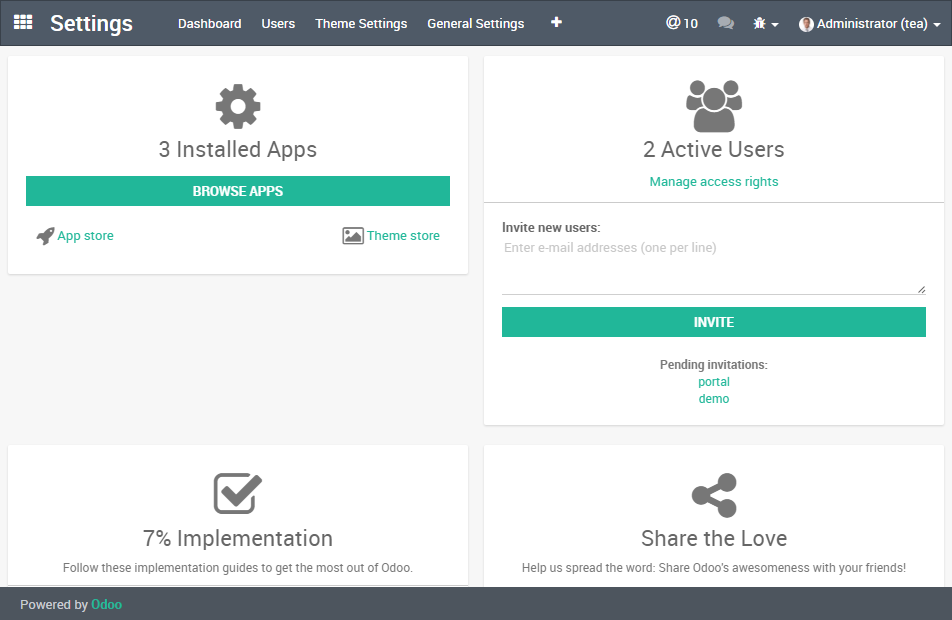 Settings Dashboard Users Theme Settings General Settings @ 10 Administrator (tea)
3 Installed Apps
BROWSE APPS
App store Theme store
2 Active Users
Manage access rights
Invite new users:
Enter e-mail addresses (one per line)
INVITE
Pending invitations:
portal
demo
7% Implementation
Follow these implementation guides to get the most out of Odoo.
Share the Love
Help us spread the word: Share Odoo's awesomeness with your friends!
Powered by Odoo